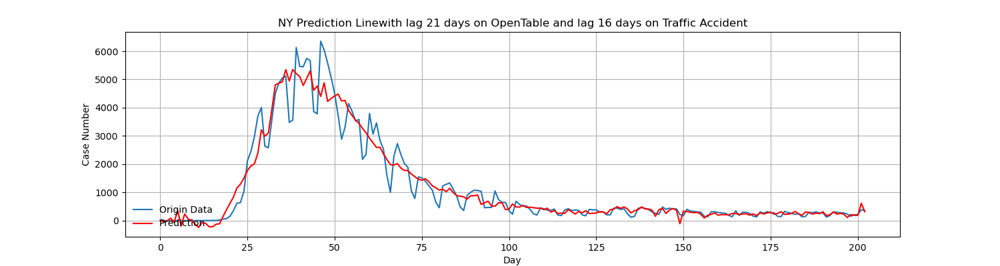 NY Prediction Linewith lag 21 days on OpenTable and lag 16 days on Traffic Accident
Case Number
6000
5000
4000
3000
2000
1000
0
Origin Data
Prediction
0 25 50 75 100 125 150 175 200
Day